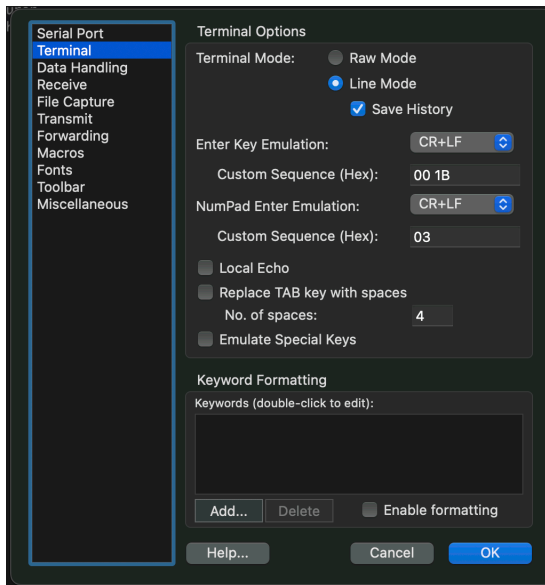 Serial Port
Terminal
Data Handling
Receive
File Capture
Transmit
Forwarding
Macros
Fonts
Toolbar
Miscellaneous
Terminal Options
Terminal Mode:
Raw Mode
Line Mode
Save History
Enter Key Emulation: CR+LF
Custom Sequence (Hex): 00 1B
NumPad Enter Emulation: CR+LF
Custom Sequence (Hex): 03
Local Echo
Replace TAB key with spaces
No. of spaces: 4
Emulate Special Keys
Keyword Formatting
Keywords (double-click to edit):
Add... Delete Enable formatting
Help... Cancel OK